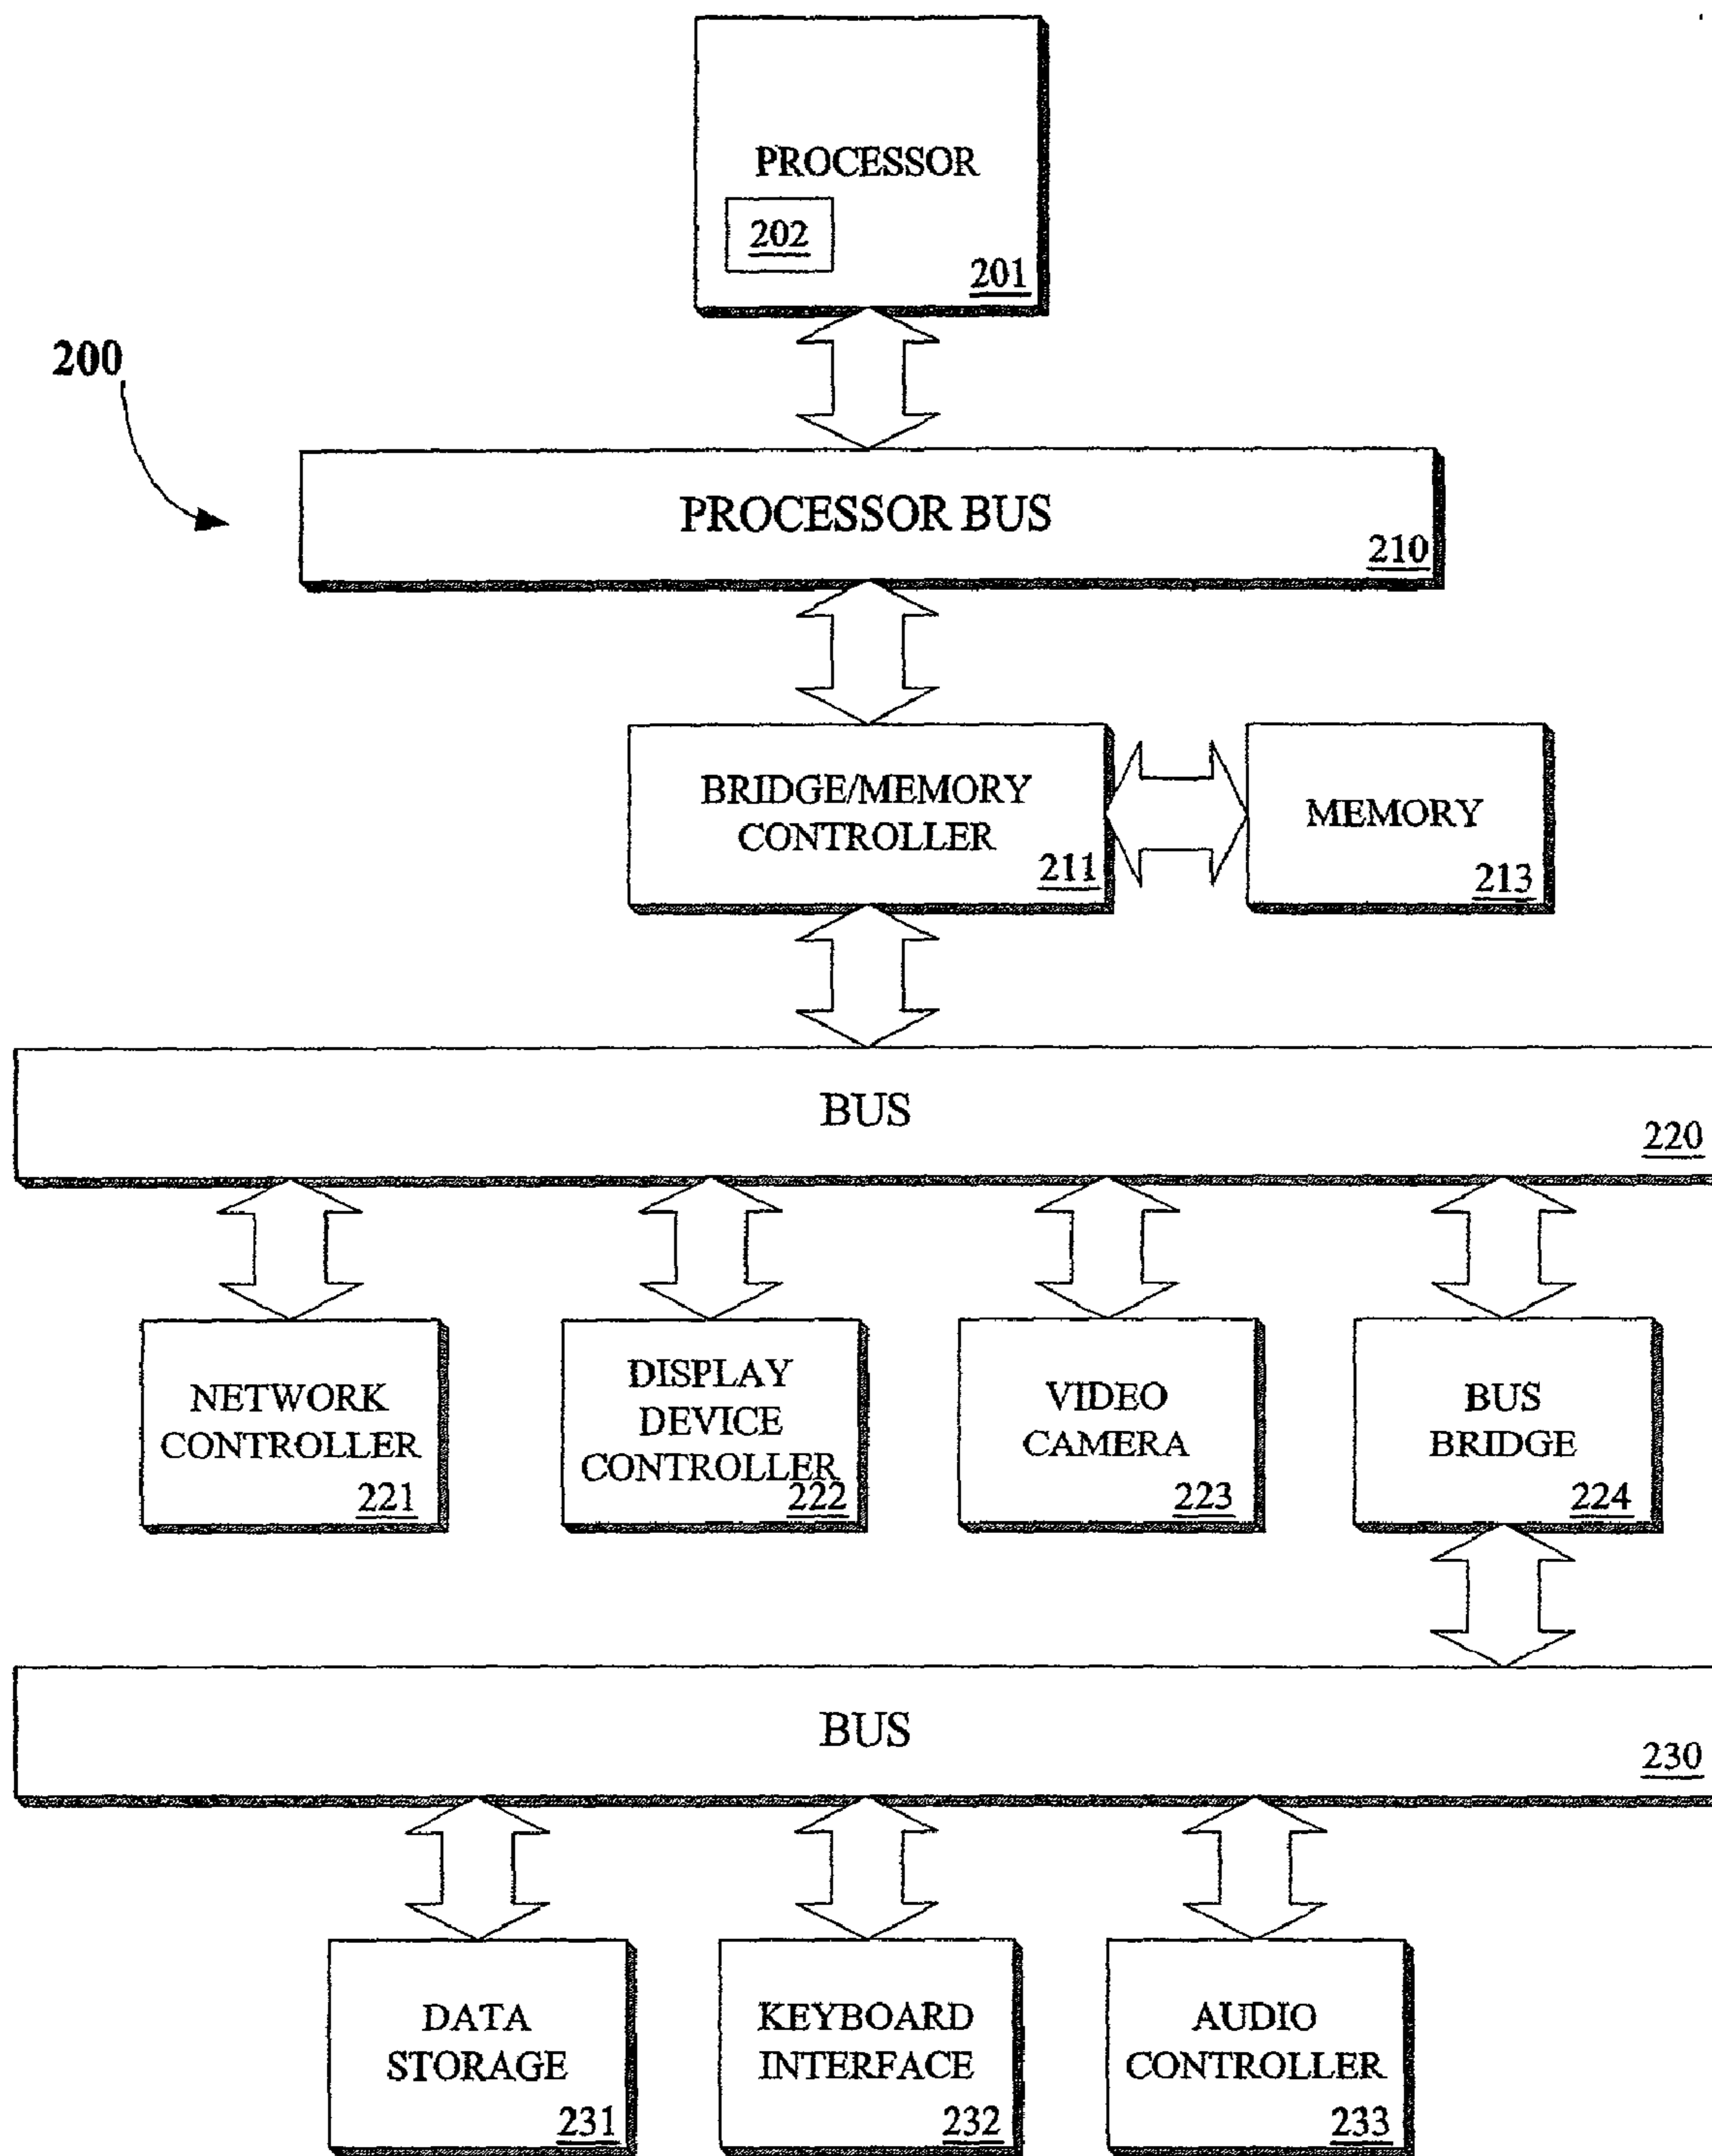 PROCESSOR
202
201
200
PROCESSOR BUS
210
BRIDGE/MEMORY
CONTROLLER
211
MEMORY
213
BUS
220
NETWORK
CONTROLLER
221
DISPLAY
DEVICE
CONTROLLER
222
VIDEO
CAMERA
223
BUS
BRIDGE
224
BUS
230
DATA
STORAGE
231
KEYBOARD
INTERFACE
232
AUDIO
CONTROLLER
233